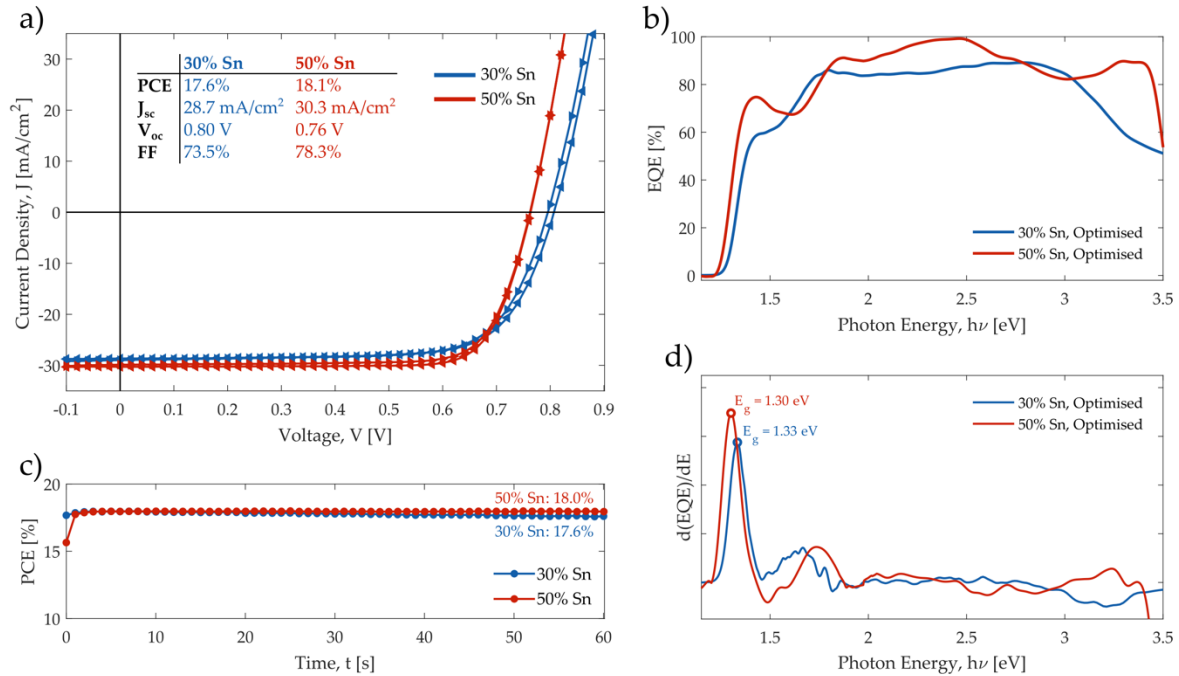 a)
30% Sn 50% Sn
PCE 17.6% 18.1%
J_sc 28.7 mA/cm² 30.3 mA/cm²
V_oc 0.80 V 0.76 V
FF 73.5% 78.3%
30% Sn
50% Sn
30
20
10
0
-10
-20
-30
Current Density, J [mA/cm²]
-0.1 0 0.1 0.2 0.3 0.4 0.5 0.6 0.7 0.8 0.9
Voltage, V [V]
b)
100
80
60
40
20
0
EQE [%]
30% Sn, Optimised
50% Sn, Optimised
1.5 2 2.5 3 3.5
Photon Energy, hν [eV]
c)
20
15
10
PCE [%]
50% Sn: 18.0%
30% Sn: 17.6%
30% Sn
50% Sn
0 10 20 30 40 50 60
Time, t [s]
d)
E_g = 1.30 eV
E_g = 1.33 eV
30% Sn, Optimised
50% Sn, Optimised
d(EQE)/dE
1.5 2 2.5 3 3.5
Photon Energy, hν [eV]